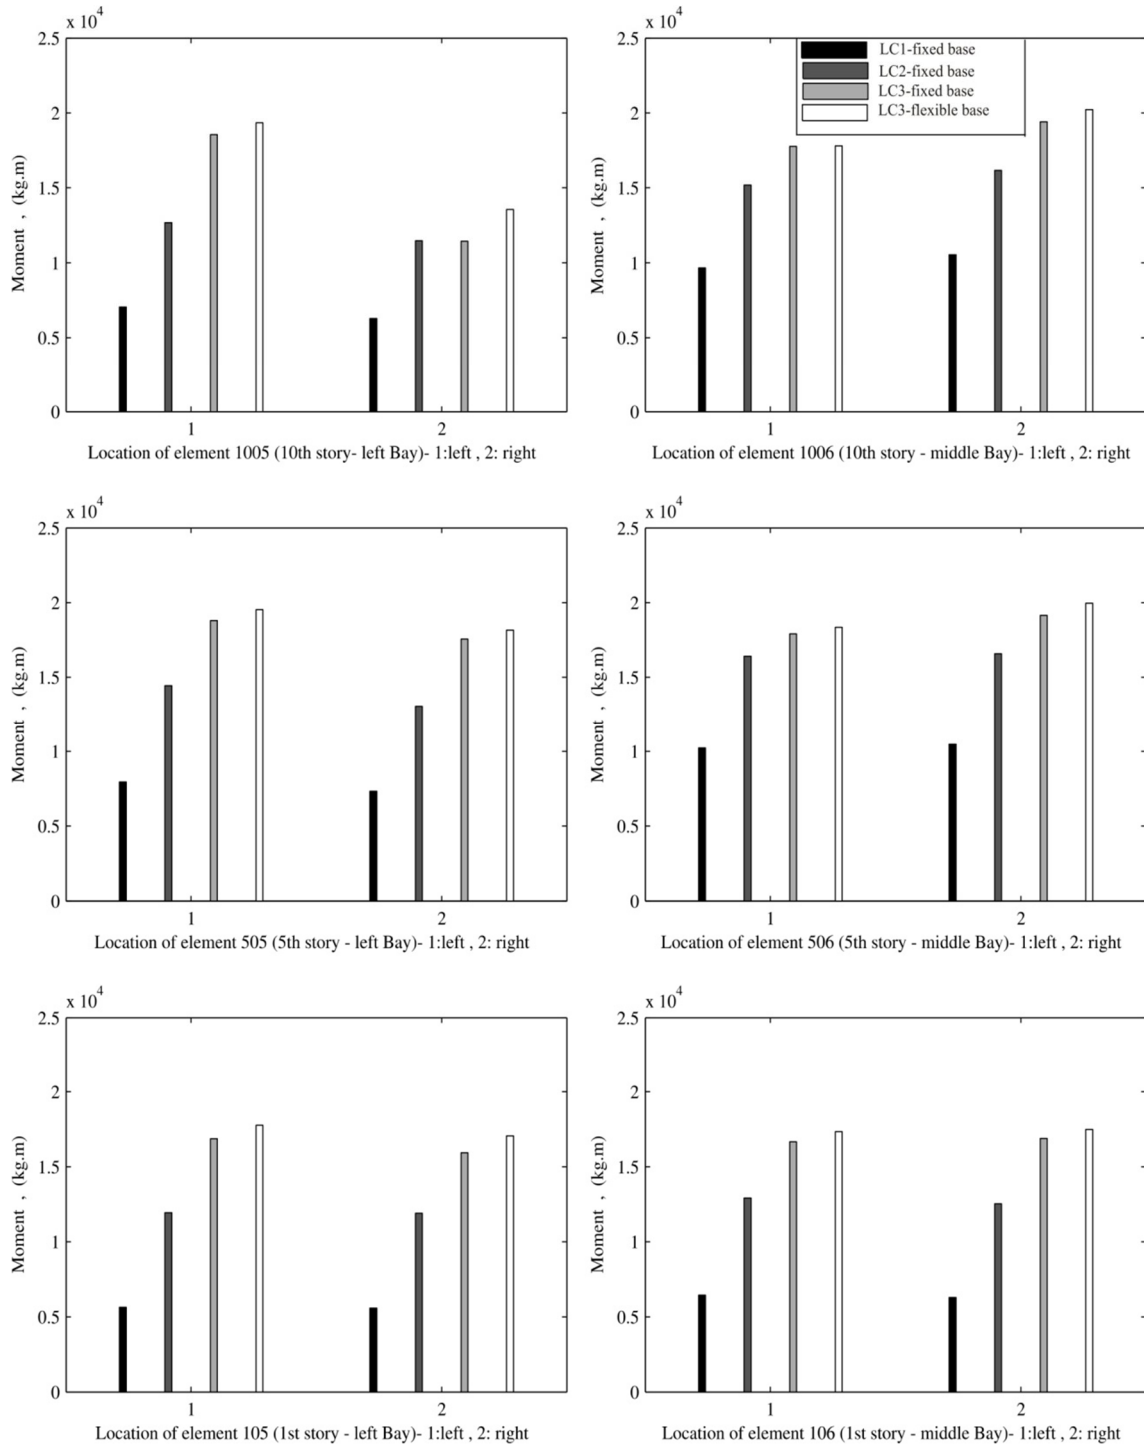 x 10^4
2.5
2
1.5
1
0.5
0
Moment , (kg.m)
1 2
Location of element 1005 (10th story- left Bay)- 1:left , 2: right
x 10^4
2.5
2
1.5
1
0.5
0
Moment , (kg.m)
LC1-fixed base
LC2-fixed base
LC3-fixed base
LC3-flexible base
1 2
Location of element 1006 (10th story - middle Bay)- 1:left , 2: right
x 10^4
2.5
2
1.5
1
0.5
0
Moment , (kg.m)
1 2
Location of element 505 (5th story - left Bay)- 1:left , 2: right
x 10^4
2.5
2
1.5
1
0.5
0
Moment , (kg.m)
1 2
Location of element 506 (5th story - middle Bay)- 1:left , 2: right
x 10^4
2.5
2
1.5
1
0.5
0
Moment , (kg.m)
1 2
Location of element 105 (1st story - left Bay)- 1:left , 2: right
x 10^4
2.5
2
1.5
1
0.5
0
Moment , (kg.m)
1 2
Location of element 106 (1st story - middle Bay)- 1:left , 2: right